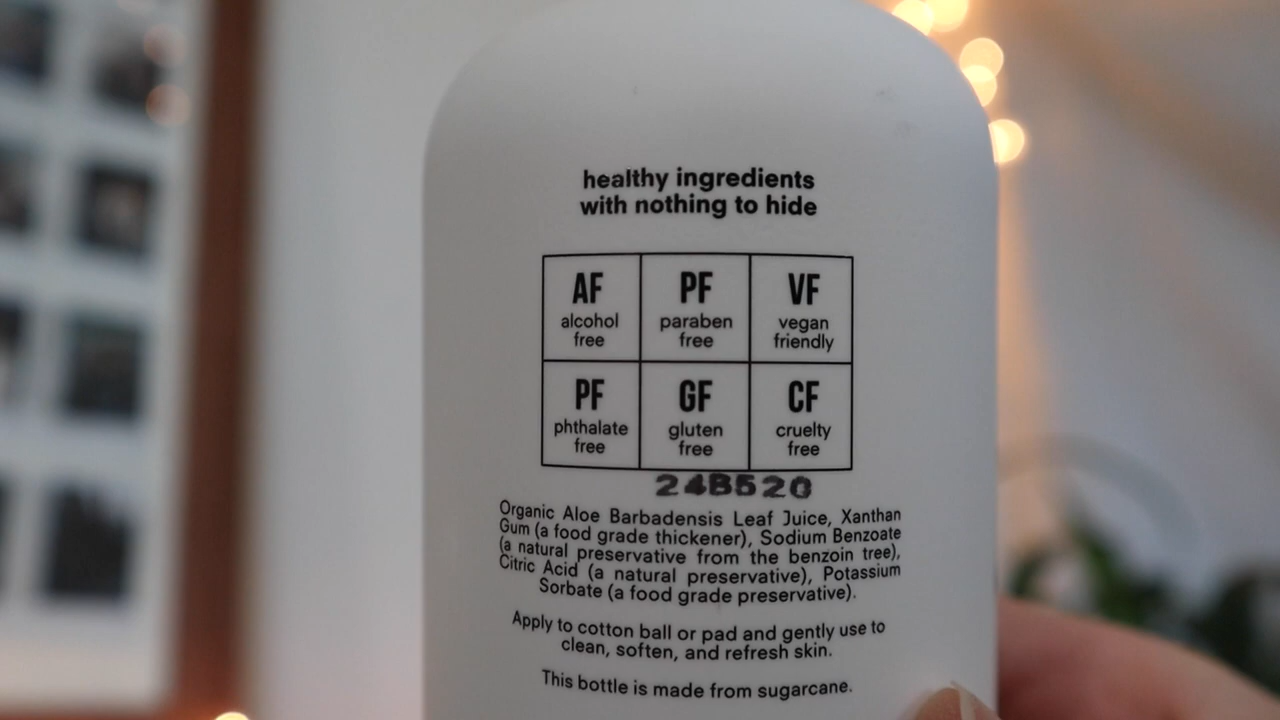 healthy ingredients
with nothing to hide
AF
alcohol
free
PF
paraben
free
VF
vegan
friendly
PF
phthalate
free
GF
gluten
free
CF
cruelty
free
24B520
Organic Aloe Barbadensis Leaf Juice, Xanthan
Gum (a food grade thickener), Sodium Benzoate
(a natural preservative from the benzoin tree),
Citric Acid (a natural preservative), Potassium
Sorbate (a food grade preservative).
Apply to cotton ball or pad and gently use to
clean, soften, and refresh skin.
This bottle is made from sugarcane.